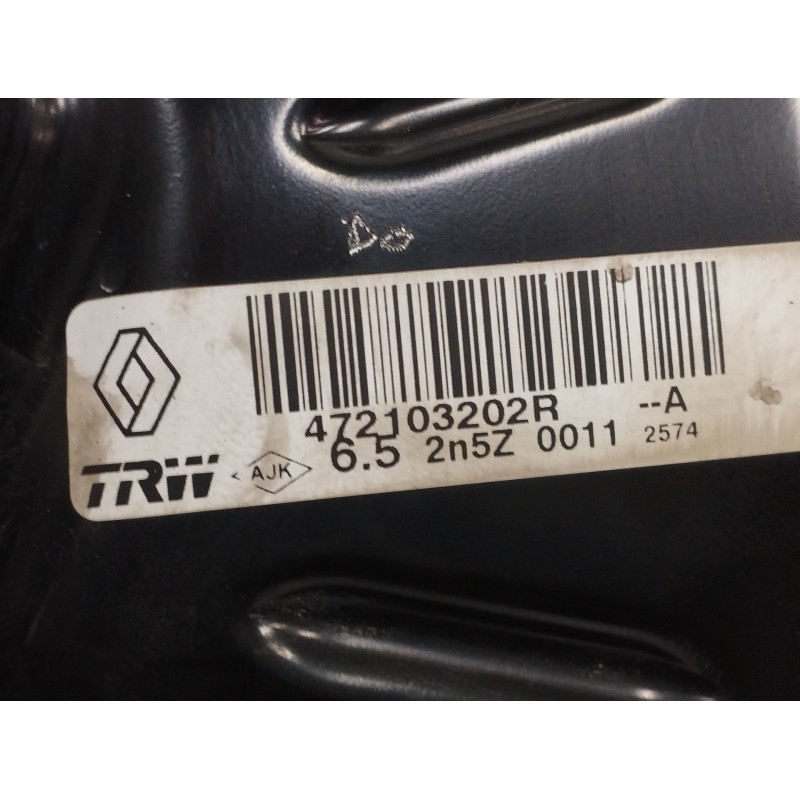 472103202R --A
6.5 2n5Z 0011 2574
TRW < AJK